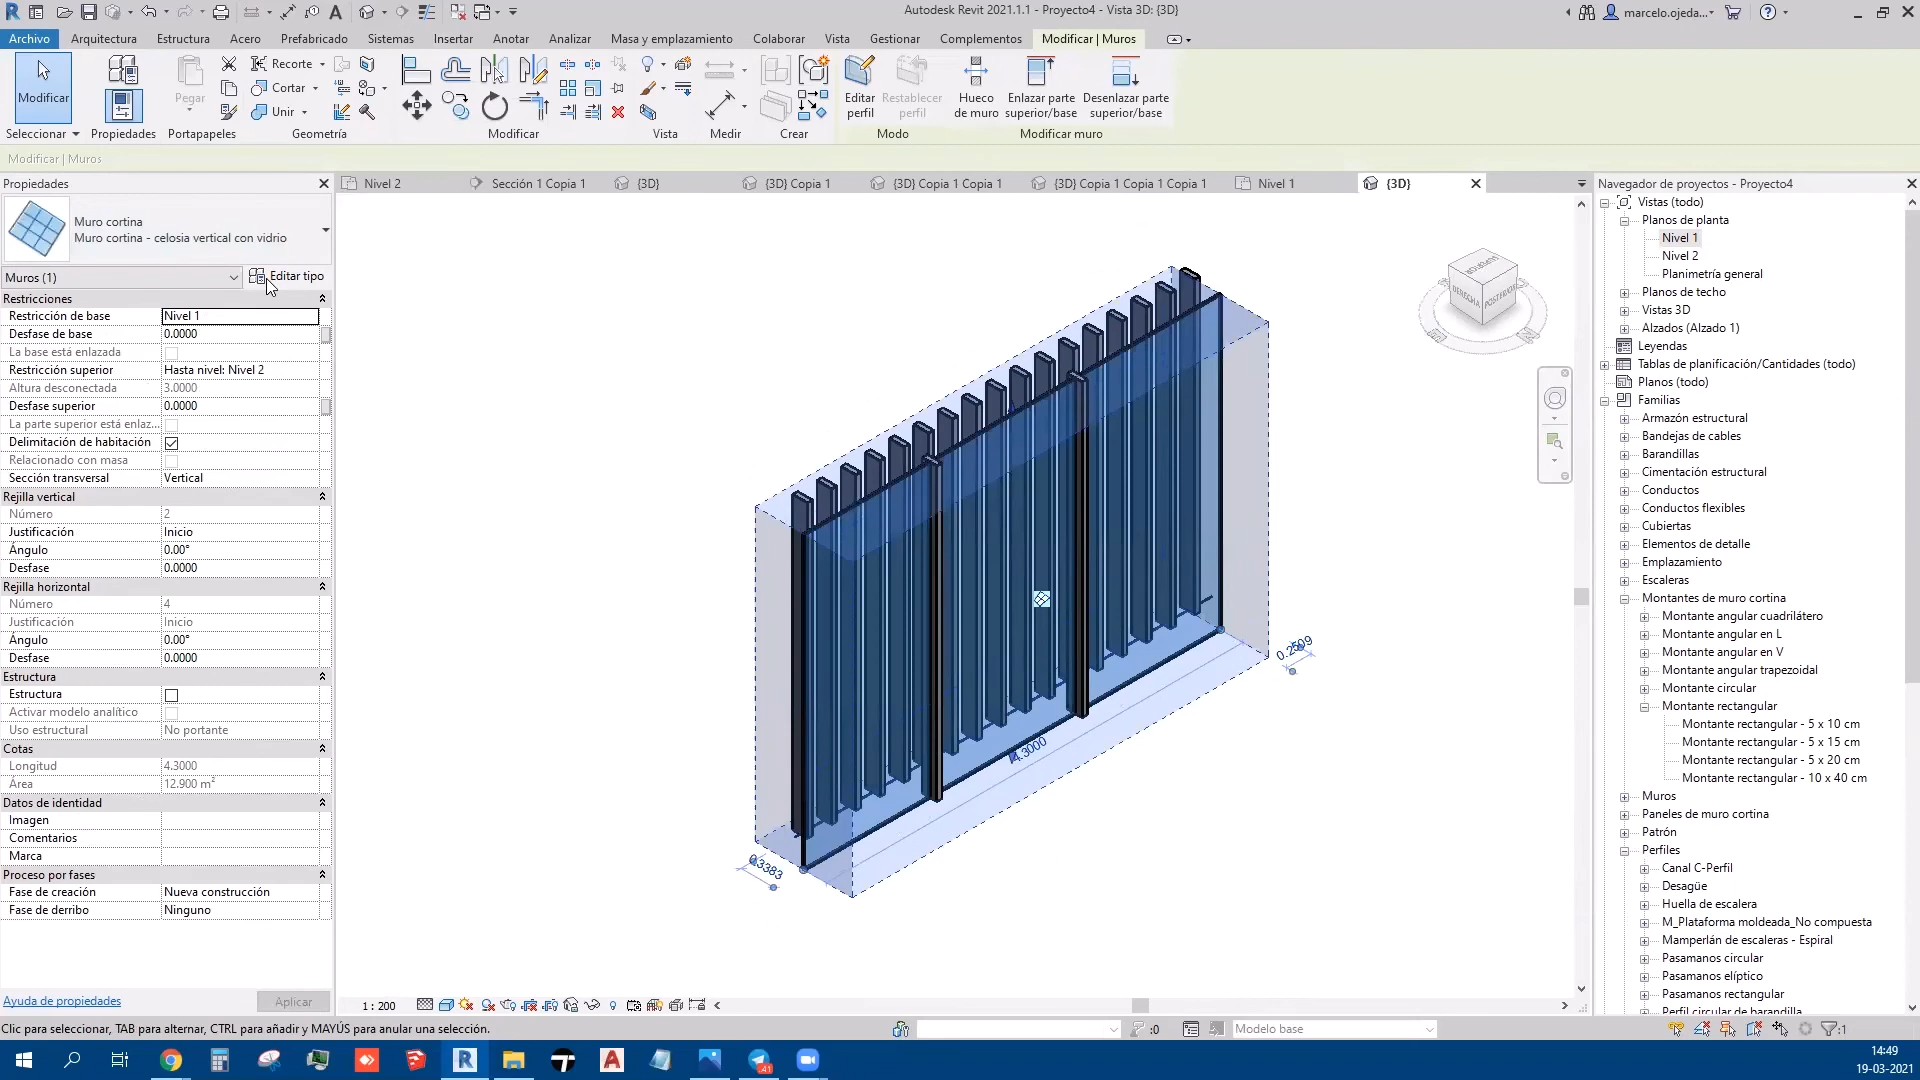 Autodesk Revit 2021.1.1 - Proyecto4 - Vista 3D: {3D}
marcelo.ojeda...
Archivo
Arquitectura
Estructura
Acero
Prefabricado
Sistemas
Insertar
Anotar
Analizar
Masa y emplazamiento
Colaborar
Vista
Gestionar
Complementos
Modificar | Muros
Modificar
Pegar
Recorte
Cortar
Unir
Editar perfil
Restablecer perfil
Hueco de muro
Enlazar parte superior/base
Desenlazar parte superior/base
Seleccionar
Propiedades
Portapapeles
Geometría
Modificar
Vista
Medir
Crear
Modo
Modificar muro
Modificar | Muros
Propiedades
Nivel 2
Sección 1 Copia 1
{3D}
{3D} Copia 1
{3D} Copia 1 Copia 1
{3D} Copia 1 Copia 1 Copia 1
Nivel 1
{3D}
Muro cortina
Muro cortina - celosia vertical con vidrio
Muros (1)
Editar tipo
Restricciones
Restricción de base Nivel 1
Desfase de base 0.0000
La base está enlazada
Restricción superior Hasta nivel: Nivel 2
Altura desconectada 3.0000
Desfase superior 0.0000
La parte superior está enlaz...
Delimitación de habitación
Relacionado con masa
Sección transversal Vertical
Rejilla vertical
Número 2
Justificación Inicio
Ángulo 0.00°
Desfase 0.0000
Rejilla horizontal
Número 4
Justificación Inicio
Ángulo 0.00°
Desfase 0.0000
Estructura
Estructura
Activar modelo analítico
Uso estructural No portante
Cotas
Longitud 4.3000
Área 12.900 m²
Datos de identidad
Imagen
Comentarios
Marca
Proceso por fases
Fase de creación Nueva construcción
Fase de derribo Ninguno
Ayuda de propiedades
Aplicar
SUPERIOR
DERECHA
POSTERIOR
0.2509
4.3000
0.3383
1 : 200
Navegador de proyectos - Proyecto4
Vistas (todo)
Planos de planta
Nivel 1
Nivel 2
Planimetría general
Planos de techo
Vistas 3D
Alzados (Alzado 1)
Leyendas
Tablas de planificación/Cantidades (todo)
Planos (todo)
Familias
Armazón estructural
Bandejas de cables
Barandillas
Cimentación estructural
Conductos
Conductos flexibles
Cubiertas
Elementos de detalle
Emplazamiento
Escaleras
Montantes de muro cortina
Montante angular cuadrilátero
Montante angular en L
Montante angular en V
Montante angular trapezoidal
Montante circular
Montante rectangular
Montante rectangular - 5 x 10 cm
Montante rectangular - 5 x 15 cm
Montante rectangular - 5 x 20 cm
Montante rectangular - 10 x 40 cm
Muros
Paneles de muro cortina
Patrón
Perfiles
Canal C-Perfil
Desagüe
Huella de escalera
M_Plataforma moldeada_No compuesta
Mamperlán de escaleras - Espiral
Pasamanos circular
Pasamanos elíptico
Pasamanos rectangular
Perfil circular de barandilla
Clic para seleccionar, TAB para alternar, CTRL para añadir y MAYÚS para anular una selección.
:0
Modelo base
:1
41
14:49
19-03-2021